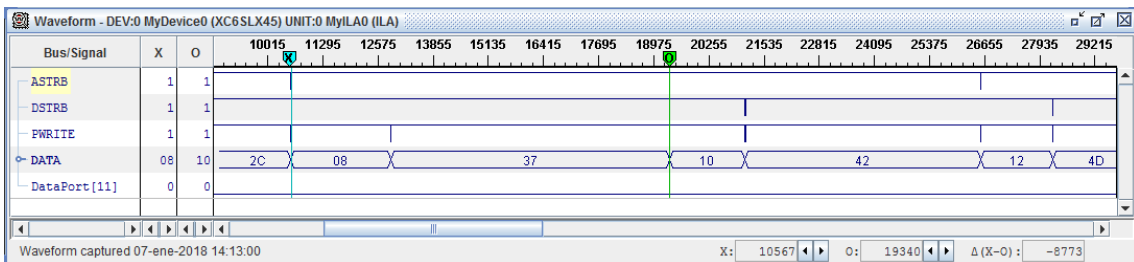 Waveform - DEV:0 MyDevice0 (XC6SLX45) UNIT:0 MyILA0 (ILA)
Bus/Signal X O 10015 11295 12575 13855 15135 16415 17695 18975 20255 21535 22815 24095 25375 26655 27935 29215
X O
ASTRB 1 1
DSTRB 1 1
PWRITE 1 1
DATA 08 10 2C 08 37 10 42 12 4D
DataPort[11] 0 0
Waveform captured 07-ene-2018 14:13:00 X: 10567 O: 19340 Δ(X-O): -8773